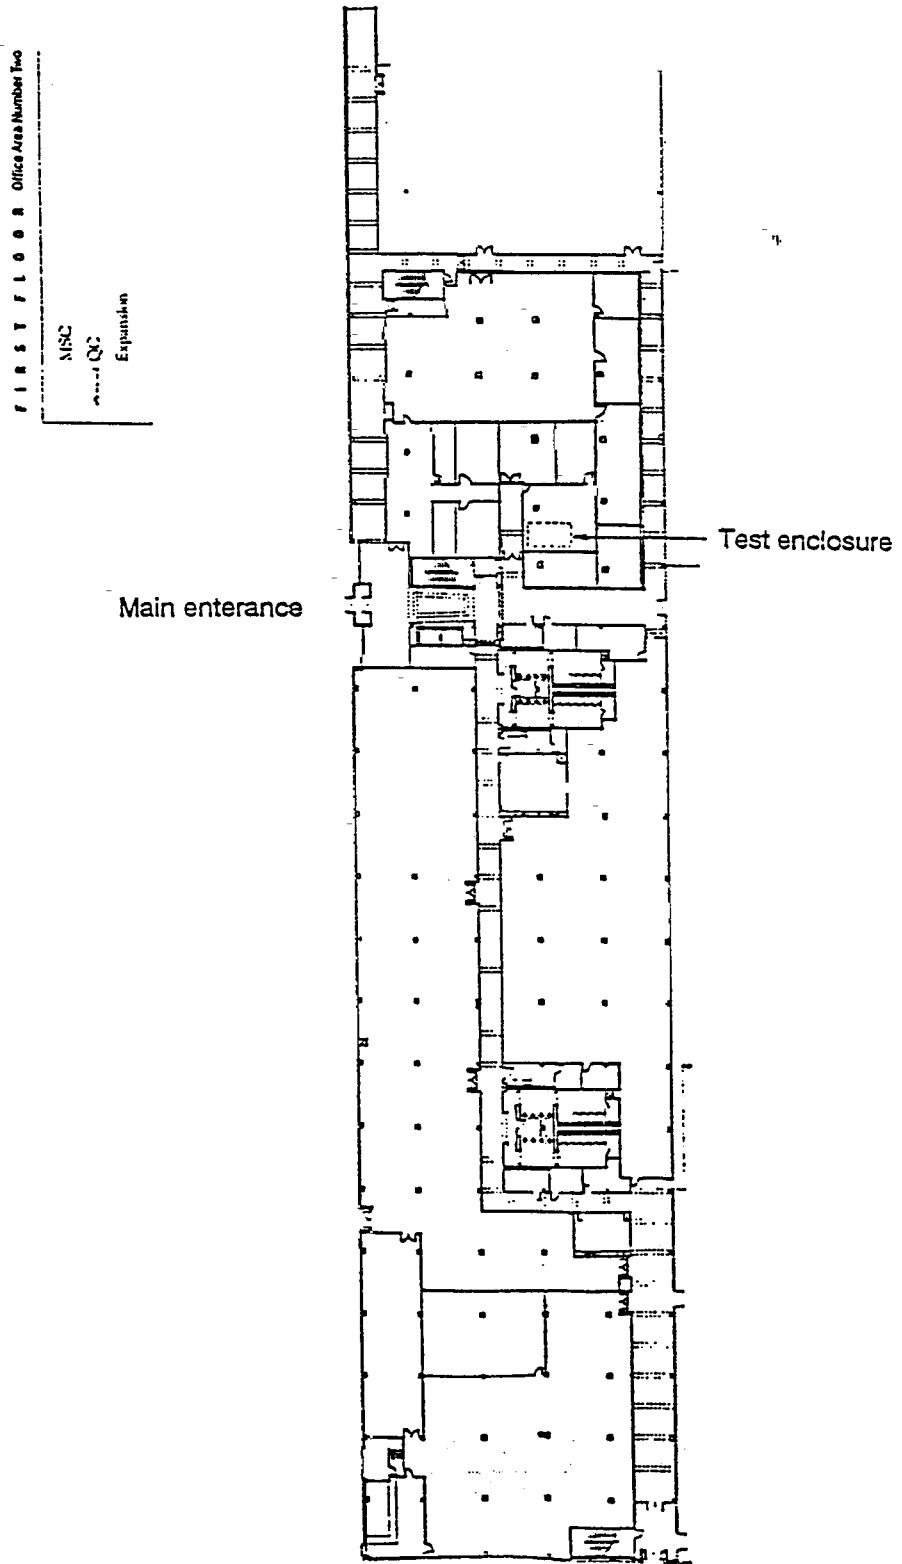 FIRST FLOOR Office Area Number Two
MSC
QC
Expansion
Test enclosure
Main enterance